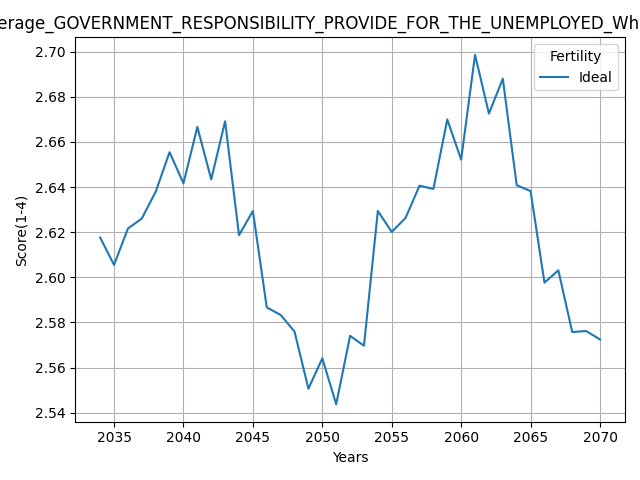 erage_GOVERNMENT_RESPONSIBILITY_PROVIDE_FOR_THE_UNEMPLOYED_Wh
Fertility
Ideal
Score(1-4)
2.70
2.68
2.66
2.64
2.62
2.60
2.58
2.56
2.54
2035 2040 2045 2050 2055 2060 2065 2070
Years